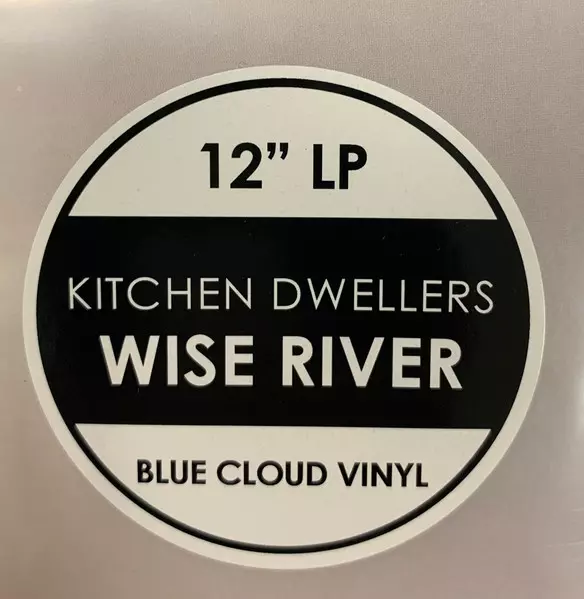 12” LP
KITCHEN DWELLERS
WISE RIVER
BLUE CLOUD VINYL